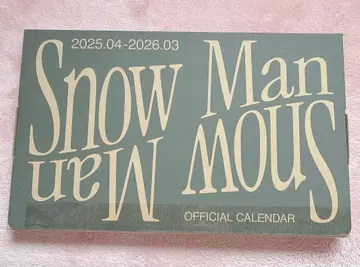 2025.04-2026.03
Snow Man
Snow Man
OFFICIAL CALENDAR